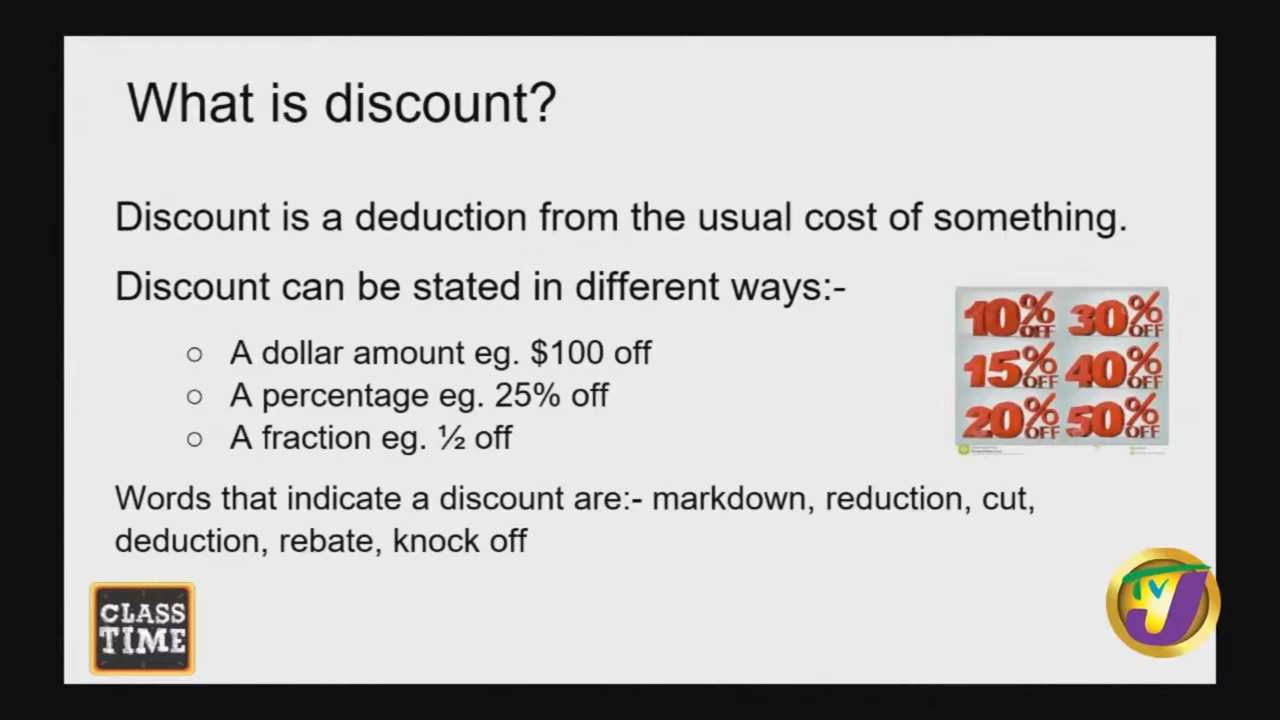 What is discount?
Discount is a deduction from the usual cost of something.
Discount can be stated in different ways:-
○ A dollar amount eg. $100 off
○ A percentage eg. 25% off
○ A fraction eg. ½ off
10% OFF 30% OFF
15% OFF 40% OFF
20% OFF 50% OFF
Words that indicate a discount are:- markdown, reduction, cut,
deduction, rebate, knock off
CLASS
TIME
TVJ